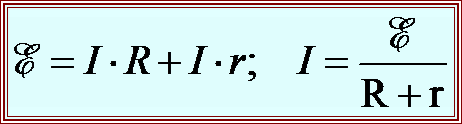 ℰ = I · R + I · r; I = ℰ / (R + r)